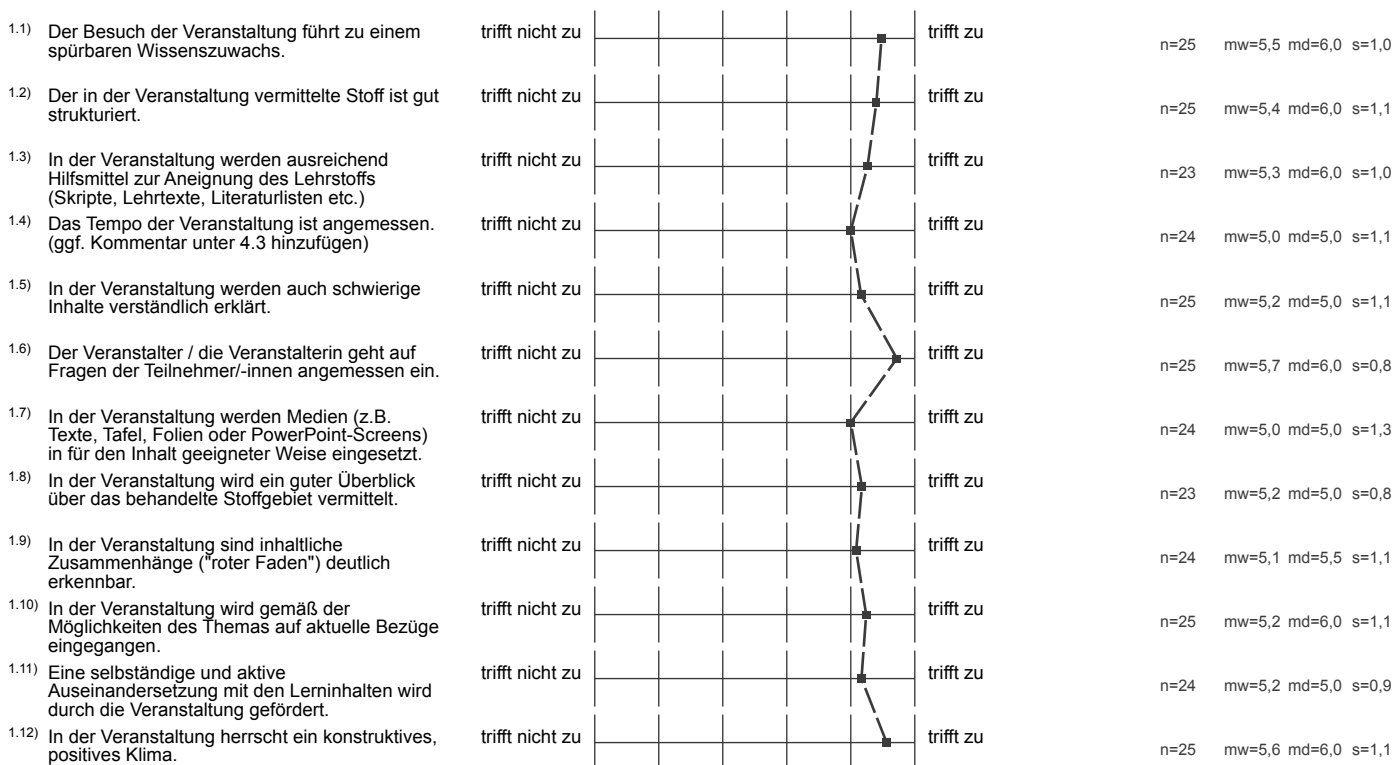 1.1) Der Besuch der Veranstaltung führt zu einem trifft nicht zu trifft zu
spürbaren Wissenszuwachs. n=25 mw=5,5 md=6,0 s=1,0
1.2) Der in der Veranstaltung vermittelte Stoff ist gut trifft nicht zu trifft zu
strukturiert. n=25 mw=5,4 md=6,0 s=1,1
1.3) In der Veranstaltung werden ausreichend trifft nicht zu trifft zu
Hilfsmittel zur Aneignung des Lehrstoffs n=23 mw=5,3 md=6,0 s=1,0
(Skripte, Lehrtexte, Literaturlisten etc.)
1.4) Das Tempo der Veranstaltung ist angemessen. trifft nicht zu trifft zu
(ggf. Kommentar unter 4.3 hinzufügen) n=24 mw=5,0 md=5,0 s=1,1
1.5) In der Veranstaltung werden auch schwierige trifft nicht zu trifft zu
Inhalte verständlich erklärt. n=25 mw=5,2 md=5,0 s=1,1
1.6) Der Veranstalter / die Veranstalterin geht auf trifft nicht zu trifft zu
Fragen der Teilnehmer/-innen angemessen ein. n=25 mw=5,7 md=6,0 s=0,8
1.7) In der Veranstaltung werden Medien (z.B. trifft nicht zu trifft zu
Texte, Tafel, Folien oder PowerPoint-Screens) n=24 mw=5,0 md=5,0 s=1,3
in für den Inhalt geeigneter Weise eingesetzt.
1.8) In der Veranstaltung wird ein guter Überblick trifft nicht zu trifft zu
über das behandelte Stoffgebiet vermittelt. n=23 mw=5,2 md=5,0 s=0,8
1.9) In der Veranstaltung sind inhaltliche trifft nicht zu trifft zu
Zusammenhänge ("roter Faden") deutlich n=24 mw=5,1 md=5,5 s=1,1
erkennbar.
1.10) In der Veranstaltung wird gemäß der trifft nicht zu trifft zu
Möglichkeiten des Themas auf aktuelle Bezüge n=25 mw=5,2 md=6,0 s=1,1
eingegangen.
1.11) Eine selbständige und aktive trifft nicht zu trifft zu
Auseinandersetzung mit den Lerninhalten wird n=24 mw=5,2 md=5,0 s=0,9
durch die Veranstaltung gefördert.
1.12) In der Veranstaltung herrscht ein konstruktives, trifft nicht zu trifft zu
positives Klima. n=25 mw=5,6 md=6,0 s=1,1